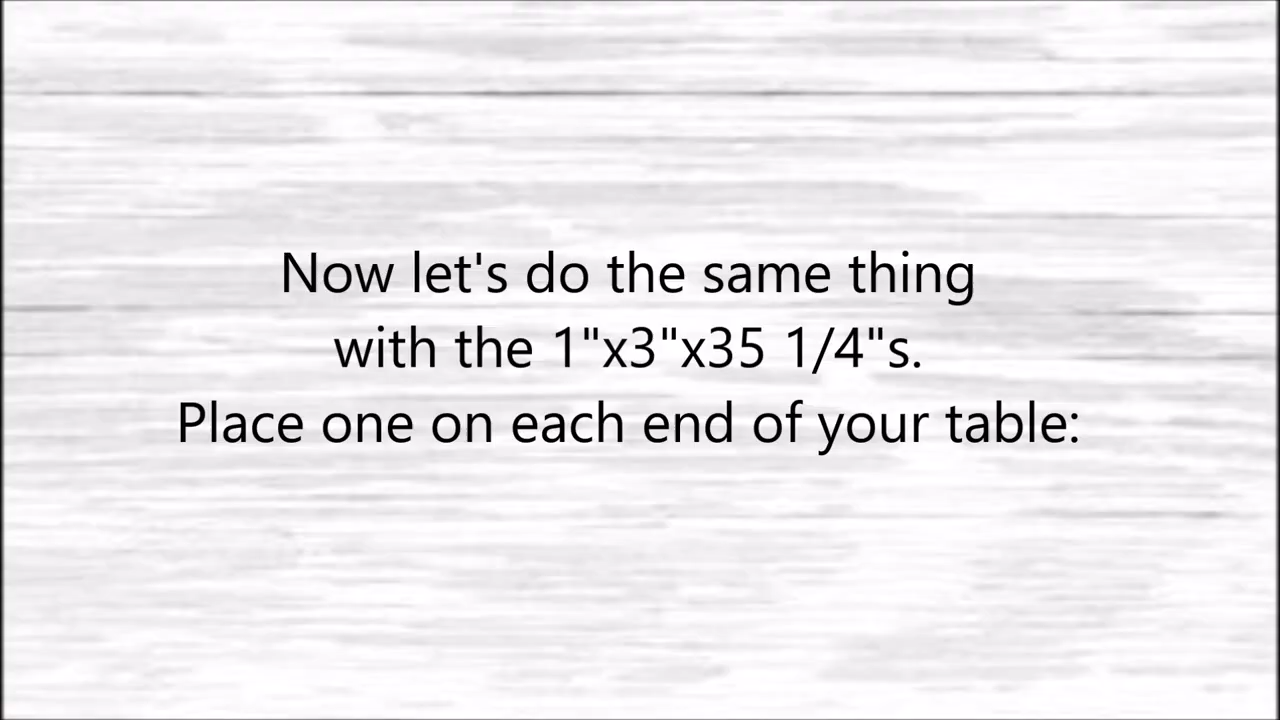 Now let's do the same thing
with the 1"x3"x35 1/4"s.
Place one on each end of your table: